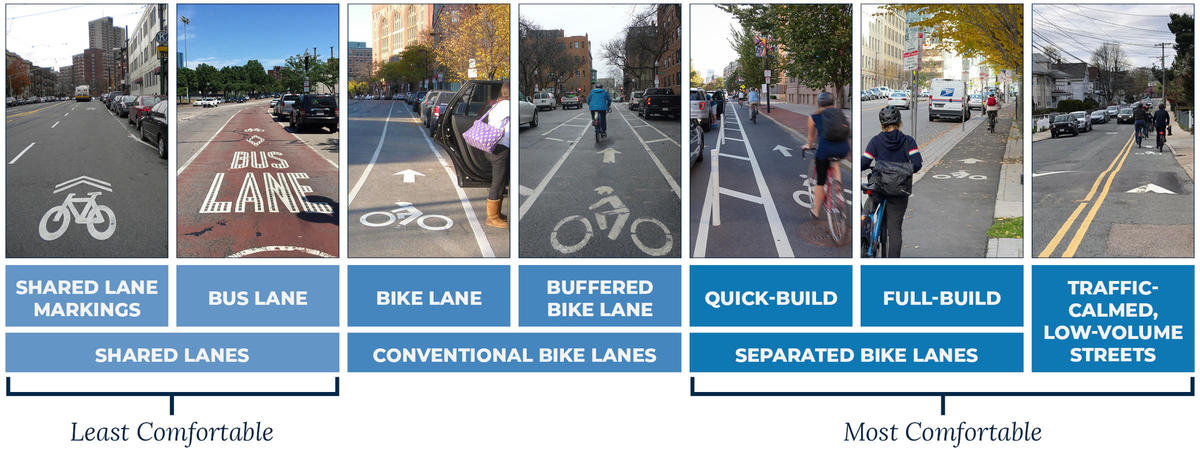 BUS
LANE
SHARED LANE
MARKINGS
BUS LANE
BIKE LANE
BUFFERED
BIKE LANE
QUICK-BUILD
FULL-BUILD
TRAFFIC-
CALMED,
LOW-VOLUME
STREETS
SHARED LANES
CONVENTIONAL BIKE LANES
SEPARATED BIKE LANES
Least Comfortable
Most Comfortable